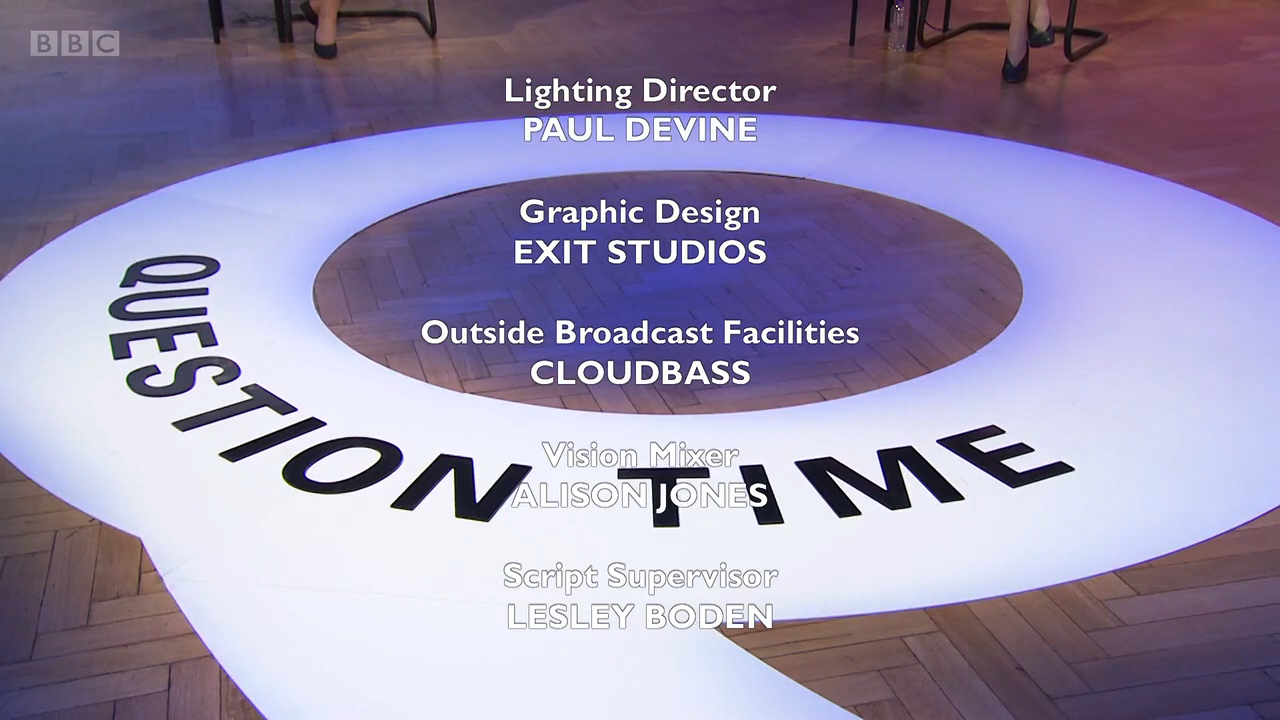 BBC
Lighting Director
PAUL DEVINE
Graphic Design
EXIT STUDIOS
Outside Broadcast Facilities
CLOUDBASS
QUESTION TIME
Vision Mixer
ALISON JONES
Script Supervisor
LESLEY BODEN